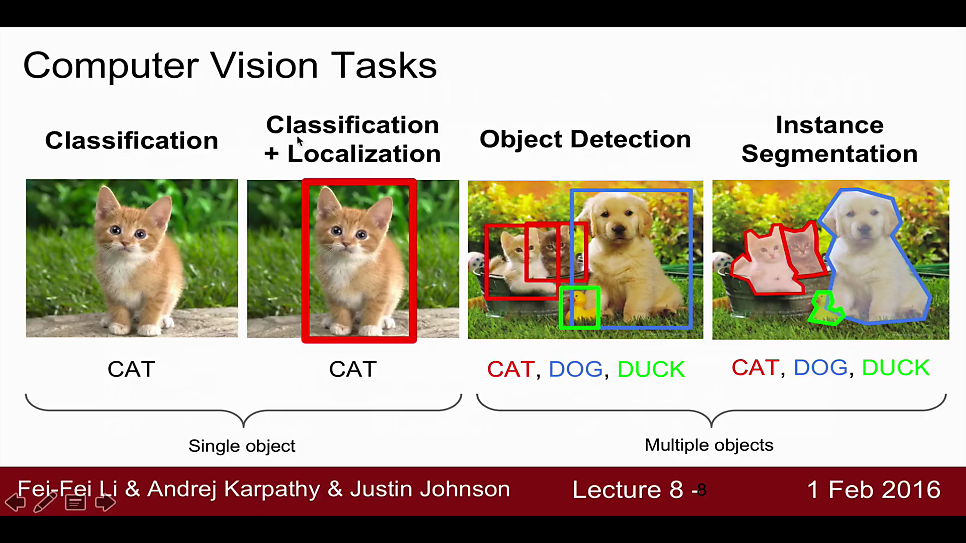 Computer Vision Tasks
Classification
Classification
+ Localization
Object Detection
Instance
Segmentation
CAT
CAT
CAT, DOG, DUCK
CAT, DOG, DUCK
Single object
Multiple objects
Fei-Fei Li & Andrej Karpathy & Justin Johnson
Lecture 8 -8
1 Feb 2016